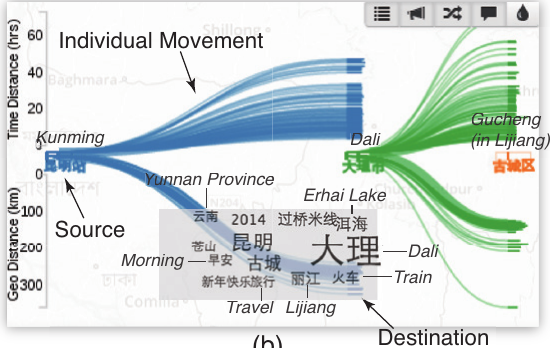 60
Individual Movement
Shillong
Time Distance (hrs)
40
Baghmara
20
Kunming
Dali
Gucheng
(in Lijiang)
0
昆明站
大理市
古城区
0
Yunnan Province
Erhai Lake
Source
100
云南
2014
过桥米线
洱海
N204
Geo Distance (km)
200
苍山
昆明
大理
Dali
Morning
早安
古城
Train
300
新年快乐旅行
丽江
火车
Travel
Lijiang
Destination
(b)